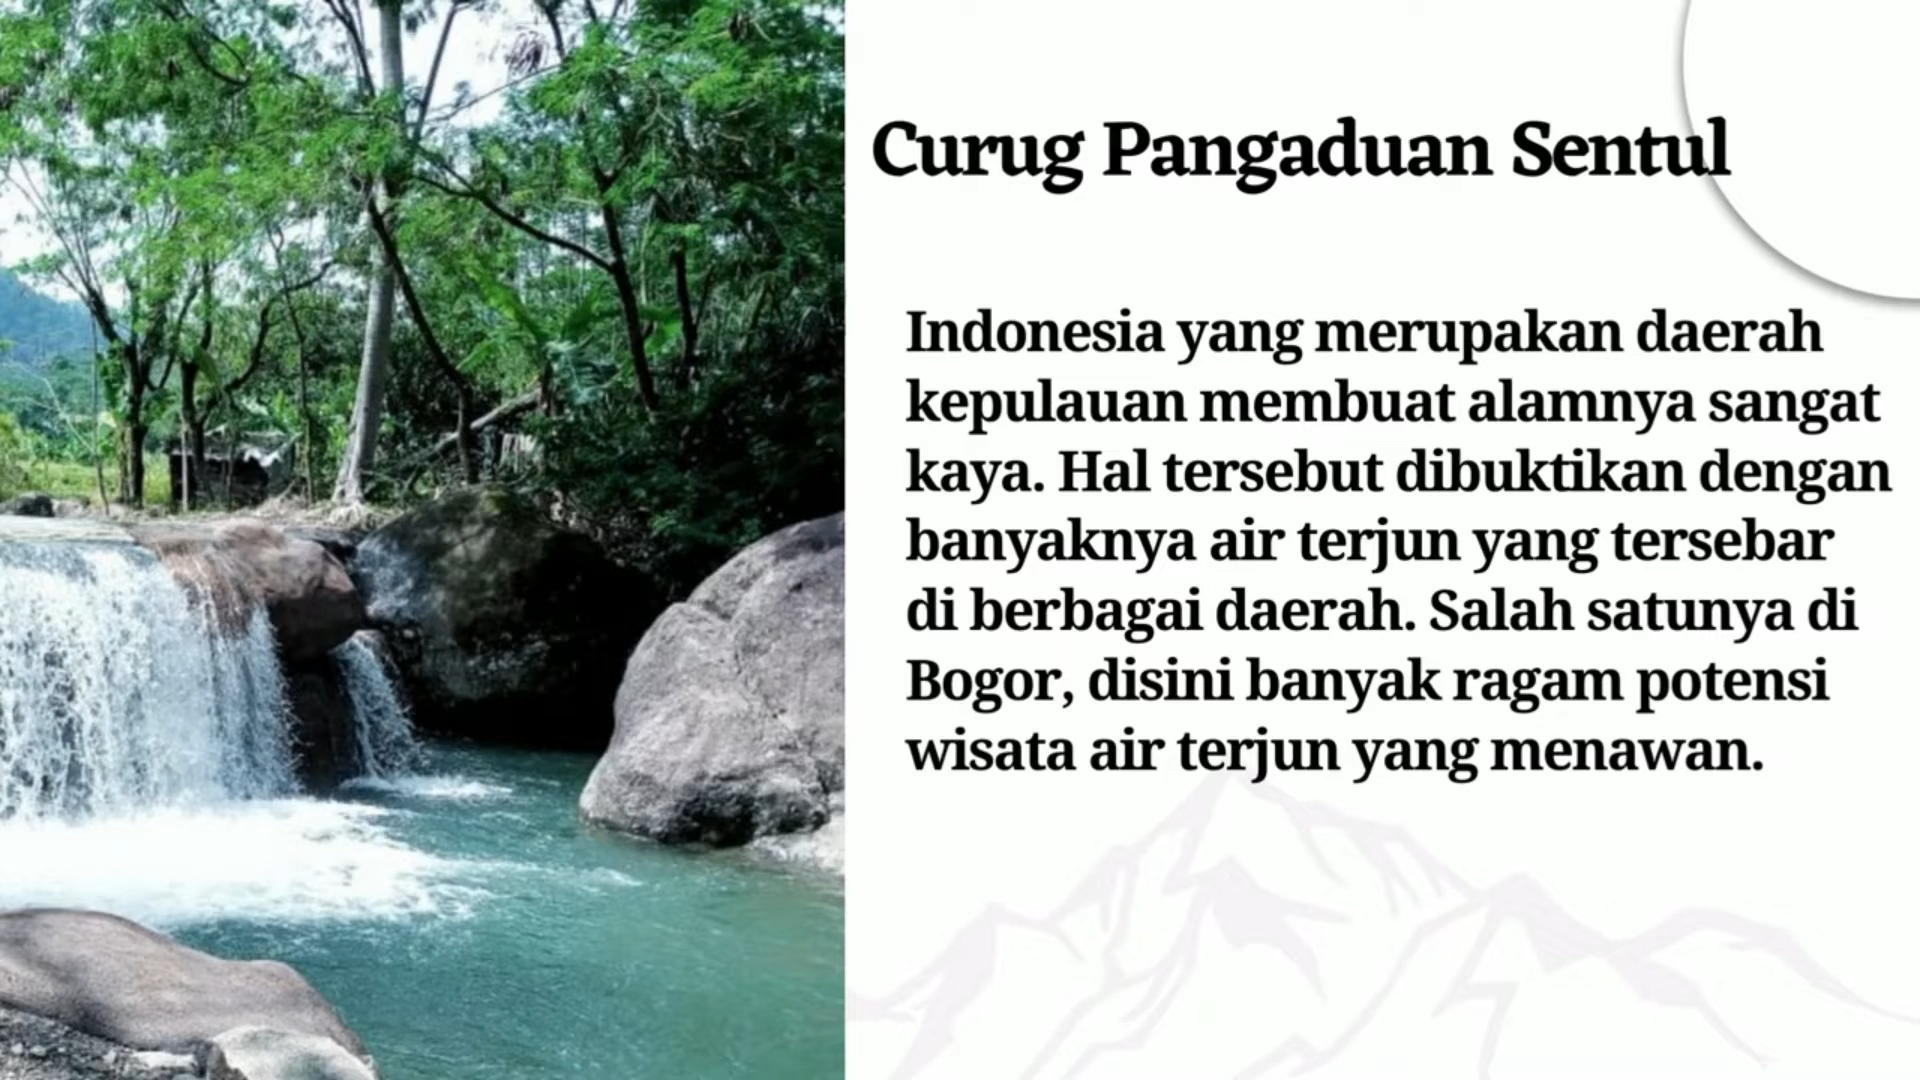 Curug Pangaduan Sentul
Indonesia yang merupakan daerah
kepulauan membuat alamnya sangat
kaya. Hal tersebut dibuktikan dengan
banyaknya air terjun yang tersebar
di berbagai daerah. Salah satunya di
Bogor, disini banyak ragam potensi
wisata air terjun yang menawan.